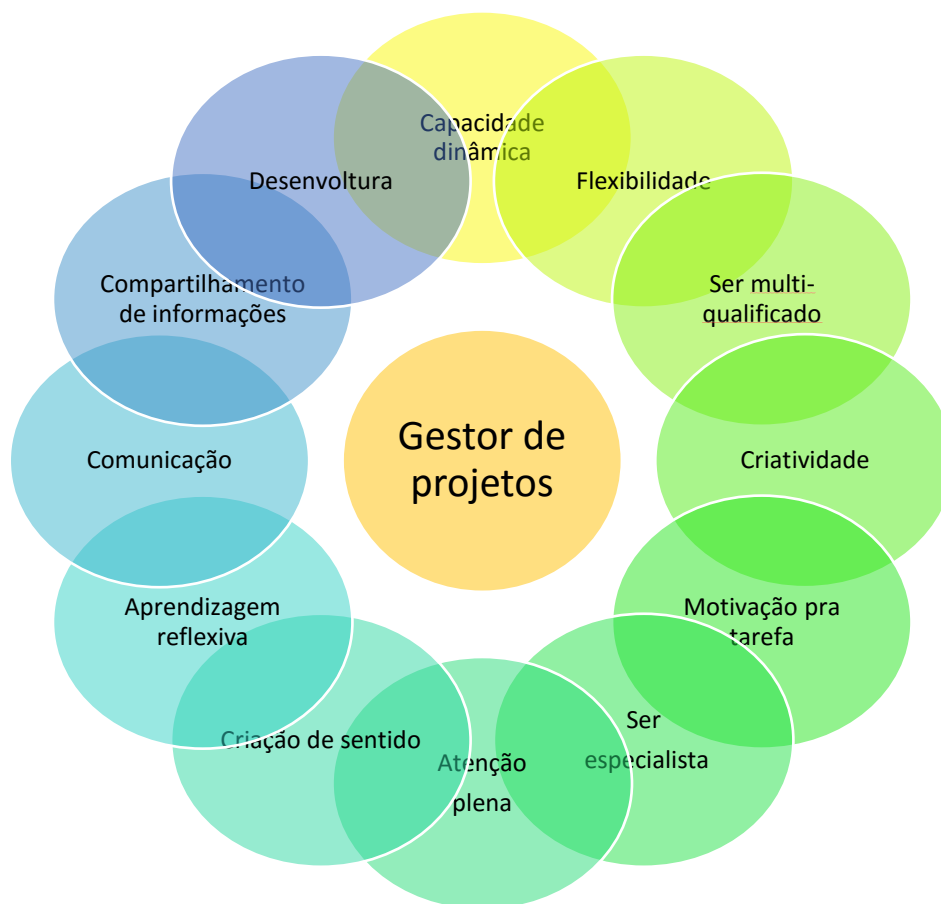 Capacidade
dinâmica
Flexibilidade
Ser multi-
qualificado
Criatividade
Motivação pra
tarefa
Ser
especialista
Atenção
plena
Criação de sentido
Aprendizagem
reflexiva
Comunicação
Compartilhamento
de informações
Desenvoltura
Gestor de
projetos